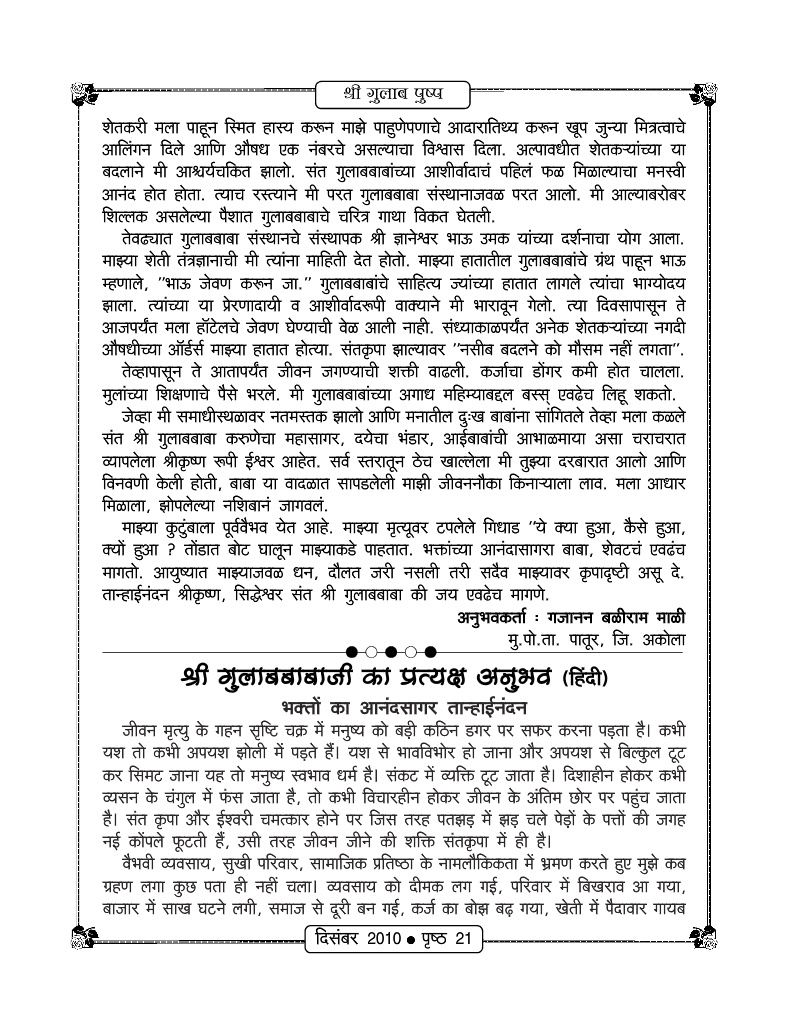 श्री गुलाब पुष्प
शेतकरी मला पाहून स्मित हास्य करून माझे पाहुणेपणाचे आदारातिथ्य करून खूप जुन्या मित्रत्वाचे
आलिंगन दिले आणि औषध एक नंबरचे असल्याचा विश्वास दिला. अल्पावधीत शेतकऱ्यांच्या या
बदलाने मी आश्चर्यचकित झालो. संत गुलाबबाबांच्या आशीर्वादाचं पहिलं फळ मिळाल्याचा मनस्वी
आनंद होत होता. त्याच रस्त्याने मी परत गुलाबबाबा संस्थानाजवळ परत आलो. मी आल्याबरोबर
शिल्लक असलेल्या पैशात गुलाबबाबाचे चरित्र गाथा विकत घेतली.
तेवढ्यात गुलाबबाबा संस्थानचे संस्थापक श्री ज्ञानेश्वर भाऊ उमक यांच्या दर्शनाचा योग आला.
माझ्या शेती तंत्रज्ञानाची मी त्यांना माहिती देत होतो. माझ्या हातातील गुलाबबाबांचे ग्रंथ पाहून भाऊ
म्हणाले, ”भाऊ जेवण करून जा.” गुलाबबाबांचे साहित्य ज्यांच्या हातात लागले त्यांचा भाग्योदय
झाला. त्यांच्या या प्रेरणादायी व आशीर्वादरूपी वाक्याने मी भारावून गेलो. त्या दिवसापासून ते
आजपर्यंत मला हॉटेलचे जेवण घेण्याची वेळ आली नाही. संध्याकाळपर्यंत अनेक शेतकऱ्यांच्या नगदी
औषधीच्या ऑर्डर्स माझ्या हातात होत्या. संतकृपा झाल्यावर ”नसीब बदलने को मौसम नहीं लगता”.
तेव्हापासून ते आतापर्यंत जीवन जगण्याची शक्ती वाढली. कर्जाचा डोंगर कमी होत चालला.
मुलांच्या शिक्षणाचे पैसे भरले. मी गुलाबबाबांच्या अगाध महिम्याबद्दल बस्स् एवढेच लिहू शकतो.
जेव्हा मी समाधीस्थळावर नतमस्तक झालो आणि मनातील दुःख बाबांना सांगितले तेव्हा मला कळले
संत श्री गुलाबबाबा करुणेचा महासागर, दयेचा भंडार, आईबाबांची आभाळमाया असा चराचरात
व्यापलेला श्रीकृष्ण रूपी ईश्वर आहेत. सर्व स्तरातून ठेच खाल्लेला मी तुझ्या दरबारात आलो आणि
विनवणी केली होती, बाबा या वादळात सापडलेली माझी जीवननौका किनाऱ्याला लाव. मला आधार
मिळाला, झोपलेल्या नशिबानं जागवलं.
माझ्या कुटुंबाला पूर्ववैभव येत आहे. माझ्या मृत्यूवर टपलेले गिधाड ”ये क्या हुआ, कैसे हुआ,
क्यों हुआ ? तोंडात बोट घालून माझ्याकडे पाहतात. भक्तांच्या आनंदासागरा बाबा, शेवटचं एवढंच
मागतो. आयुष्यात माझ्याजवळ धन, दौलत जरी नसली तरी सदैव माझ्यावर कृपादृष्टी असू दे.
तान्हाईनंदन श्रीकृष्ण, सिद्धेश्वर संत श्री गुलाबबाबा की जय एवढेच मागणे.
अनुभवकर्ता : गजानन बळीराम माळी
मु.पो.ता. पातूर, जि. अकोला
श्री गुलाबबाबाजी का प्रत्यक्ष अनुभव (हिंदी)
भक्तों का आनंदसागर तान्हाईनंदन
जीवन मृत्यु के गहन सृष्टि चक्र में मनुष्य को बड़ी कठिन डगर पर सफर करना पड़ता है। कभी
यश तो कभी अपयश झोली में पड़ते हैं। यश से भावविभोर हो जाना और अपयश से बिल्कुल टूट
कर सिमट जाना यह तो मनुष्य स्वभाव धर्म है। संकट में व्यक्ति टूट जाता है। दिशाहीन होकर कभी
व्यसन के चंगुल में फंस जाता है, तो कभी विचारहीन होकर जीवन के अंतिम छोर पर पहुंच जाता
है। संत कृपा और ईश्वरी चमत्कार होने पर जिस तरह पतझड़ में झड़ चले पेड़ों के पत्तों की जगह
नई कोंपले फूटती हैं, उसी तरह जीवन जीने की शक्ति संतकृपा में ही है।
वैभवी व्यवसाय, सुखी परिवार, सामाजिक प्रतिष्ठा के नामलौकिकता में भ्रमण करते हुए मुझे कब
ग्रहण लगा कुछ पता ही नहीं चला। व्यवसाय को दीमक लग गई, परिवार में बिखराव आ गया,
बाजार में साख घटने लगी, समाज से दूरी बन गई, कर्ज का बोझ बढ़ गया, खेती में पैदावार गायब
दिसंबर 2010 ● पृष्ठ 21